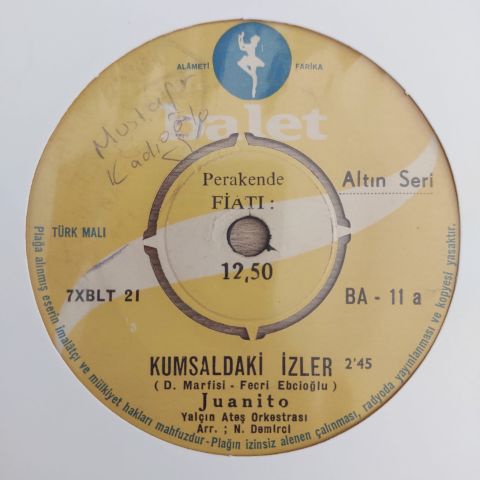 ALÂMETİ FARİKA
balet
Kadıoğlu
Perakende
FİATI :
12,50
Altın Seri
TÜRK MALI
7XBLT 21
BA - 11 a
KUMSALDAKİ İZLER 2'45
( D. Marfisi - Fecri Ebcioğlu )
Juanito
Yalçın Ateş Orkestrası
Arr. ; N. Demirci
Plağa alınmış eserin imalâtçı ve mülkiyet hakları mahfuzdur-Plağın izinsiz alenen çalınması, radyoda yayınlanması ve kopyesi yasaktır.